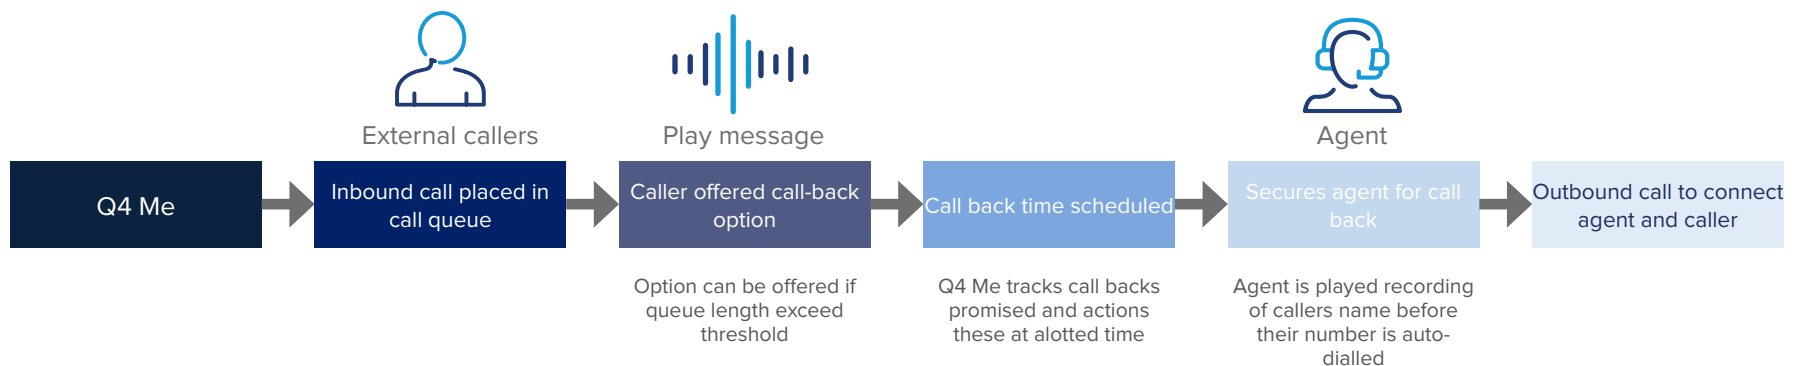 External callers
Play message
Agent
Q4 Me
Inbound call placed in
call queue
Caller offered call-back
option
Call back time scheduled
Secures agent for call
back
Outbound call to connect
agent and caller
Option can be offered if
queue length exceed
threshold
Q4 Me tracks call backs
promised and actions
these at alotted time
Agent is played recording
of callers name before
their number is auto-
dialled